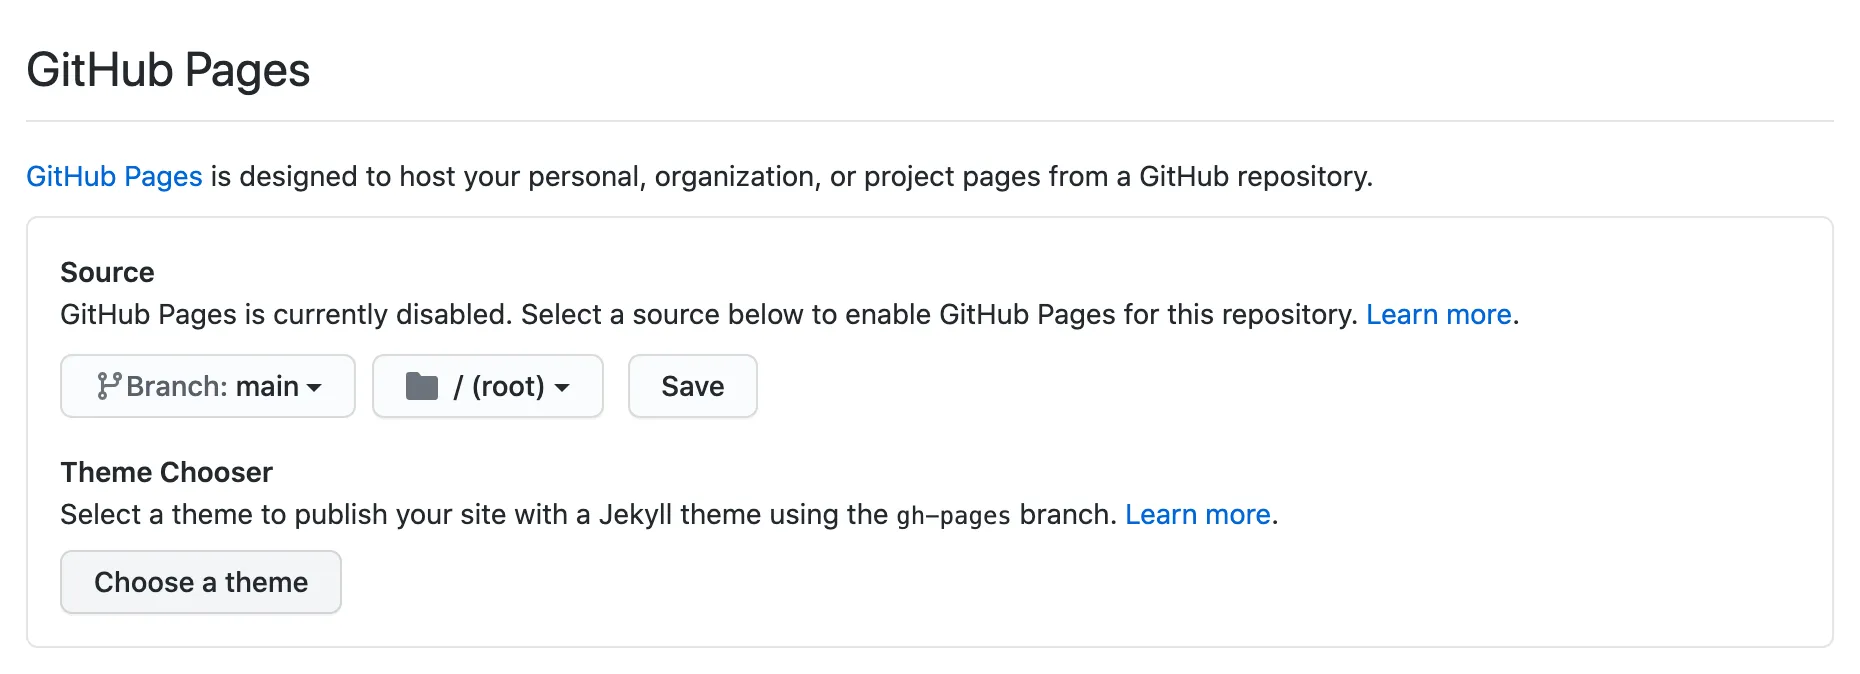 GitHub Pages
GitHub Pages is designed to host your personal, organization, or project pages from a GitHub repository.
Source
GitHub Pages is currently disabled. Select a source below to enable GitHub Pages for this repository. Learn more.
Branch: main / (root) Save
Theme Chooser
Select a theme to publish your site with a Jekyll theme using the gh-pages branch. Learn more.
Choose a theme